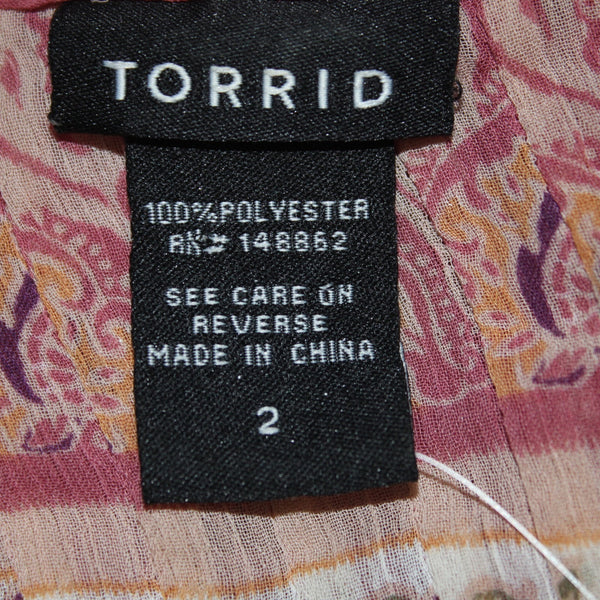 TORRID
100%POLYESTER
RN# 148862
SEE CARE ON
REVERSE
MADE IN CHINA
2